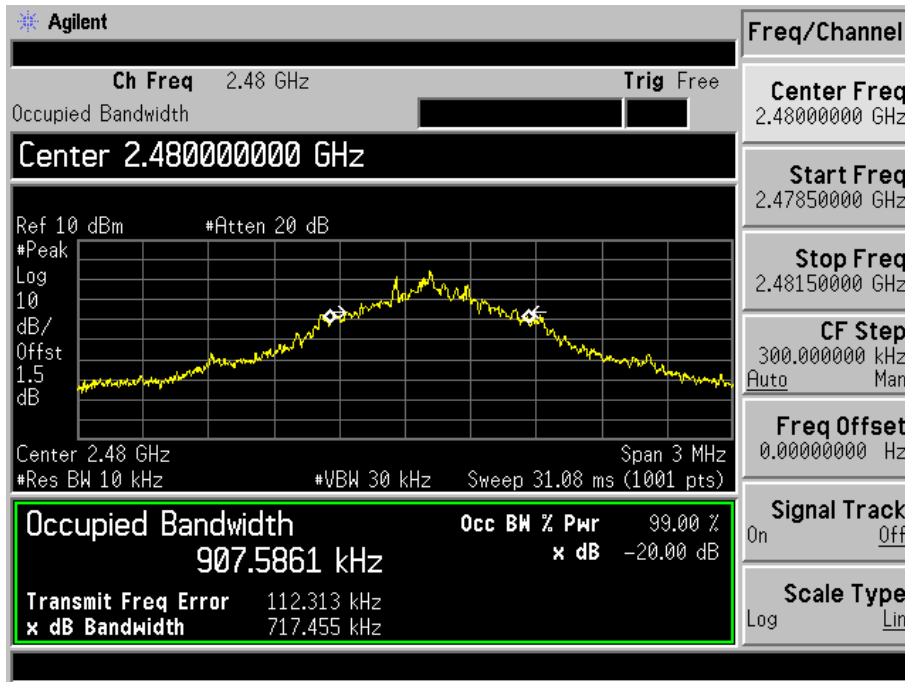 Agilent
Freq/Channel
Ch Freq 2.48 GHz Trig Free
Occupied Bandwidth
Center 2.480000000 GHz
Ref 10 dBm #Atten 20 dB
#Peak
Log
10
dB/
Offst
1.5
dB
Center 2.48 GHz Span 3 MHz
#Res BW 10 kHz #VBW 30 kHz Sweep 31.08 ms (1001 pts)
Occupied Bandwidth
907.5861 kHz
Occ BW % Pwr 99.00 %
x dB -20.00 dB
Transmit Freq Error 112.313 kHz
x dB Bandwidth 717.455 kHz
Center Freq
2.48000000 GHz
Start Freq
2.47850000 GHz
Stop Freq
2.48150000 GHz
CF Step
300.000000 kHz
Auto Man
Freq Offset
0.00000000 Hz
Signal Track
On Off
Scale Type
Log Lin